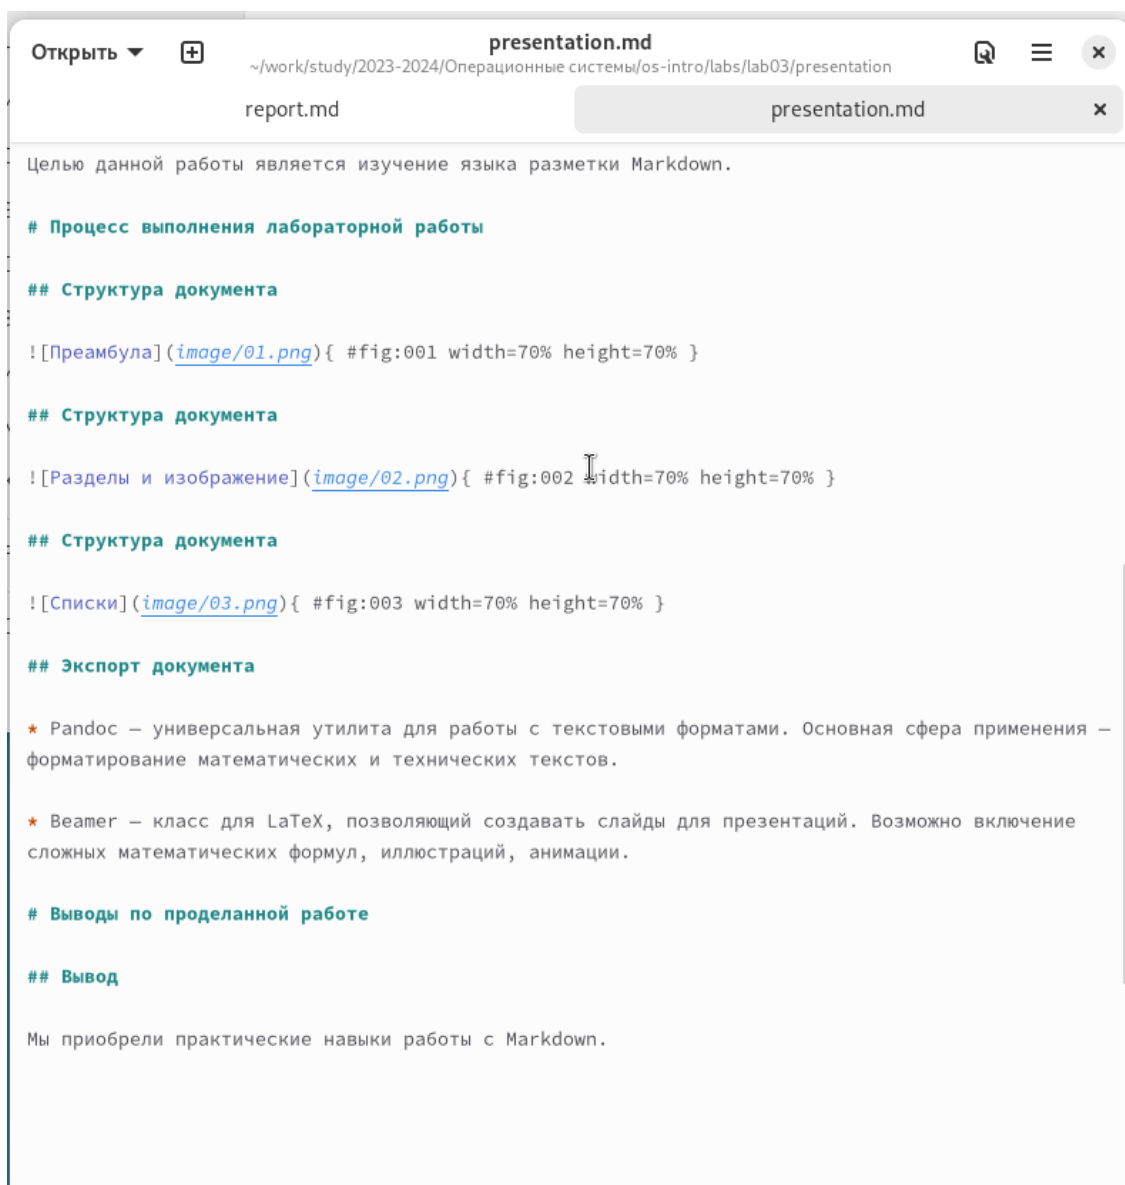 Открыть
presentation.md
~/work/study/2023-2024/Операционные системы/os-intro/labs/lab03/presentation
report.md
presentation.md
Целью данной работы является изучение языка разметки Markdown.
# Процесс выполнения лабораторной работы
## Структура документа
![Преамбула](image/01.png){ #fig:001 width=70% height=70% }
## Структура документа
![Разделы и изображение](image/02.png){ #fig:002 width=70% height=70% }
## Структура документа
![Списки](image/03.png){ #fig:003 width=70% height=70% }
## Экспорт документа
* Pandoc — универсальная утилита для работы с текстовыми форматами. Основная сфера применения —
форматирование математических и технических текстов.
* Beamer — класс для LaTeX, позволяющий создавать слайды для презентаций. Возможно включение
сложных математических формул, иллюстраций, анимации.
# Выводы по проделанной работе
## Вывод
Мы приобрели практические навыки работы с Markdown.